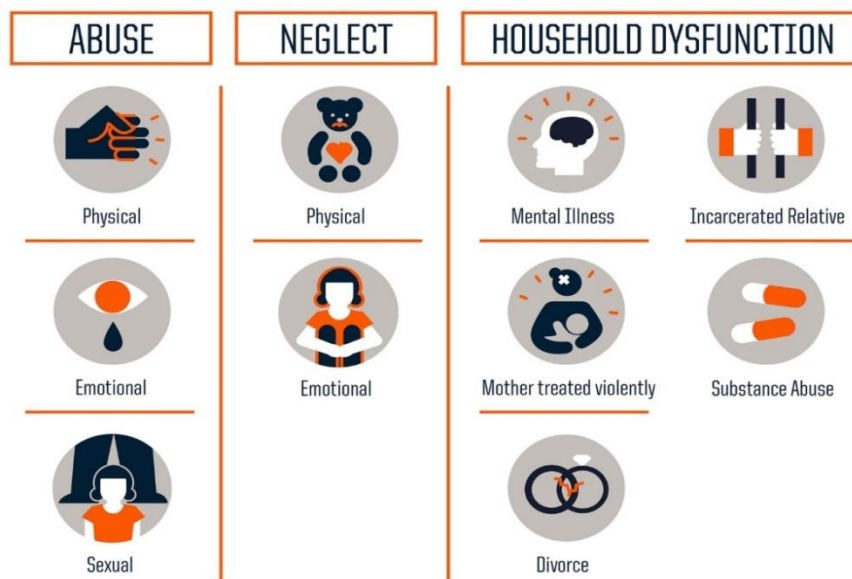 ABUSE
Physical
Emotional
Sexual
NEGLECT
Physical
Emotional
HOUSEHOLD DYSFUNCTION
Mental Illness
Incarcerated Relative
Mother treated violently
Substance Abuse
Divorce